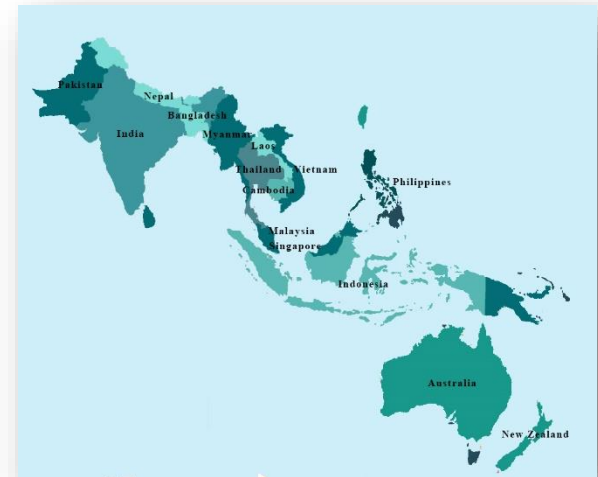 Pakistan
Nepal
Bangladesh
India
Myanmar
Laos
Thailand
Vietnam
Cambodia
Philippines
Malaysia
Singapore
Indonesia
Australia
New Zealand